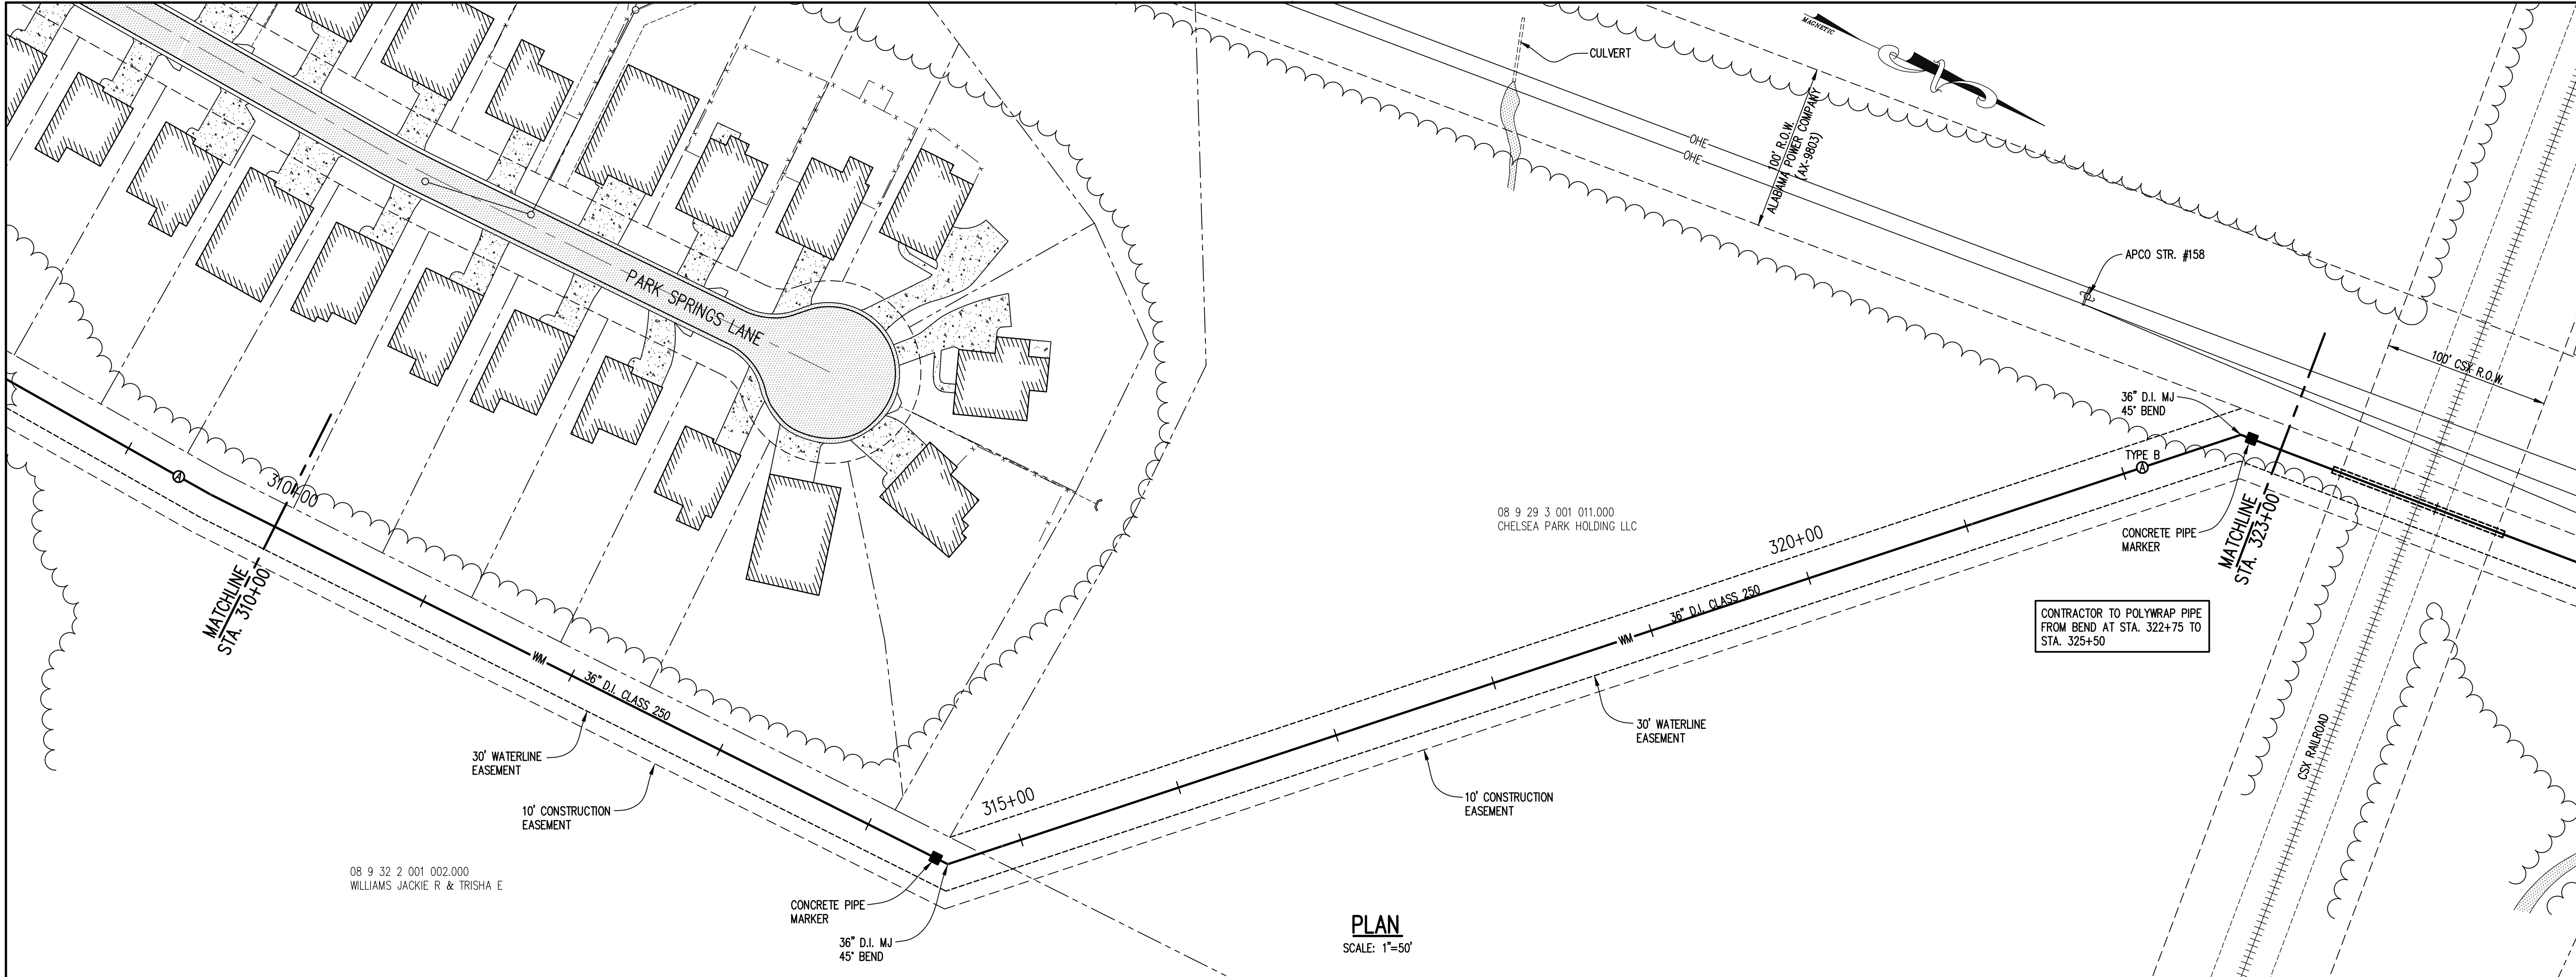 MAGNETIC
CULVERT
OHE
OHE
100' R.O.W.
ALABAMA POWER COMPANY
(AX-9803)
APCO STR. #158
PARK SPRINGS LANE
100' CSX R.O.W.
36" D.I. MJ
45° BEND
TYPE B
A
CONCRETE PIPE
MARKER
MATCHLINE
STA. 323+00
A
310+00
MATCHLINE
STA. 310+00
08 9 29 3 001 011.000
CHELSEA PARK HOLDING LLC
320+00
36" D.I. CLASS 250
WM
CONTRACTOR TO POLYWRAP PIPE
FROM BEND AT STA. 322+75 TO
STA. 325+50
WM
36" D.I. CLASS 250
30' WATERLINE
EASEMENT
10' CONSTRUCTION
EASEMENT
30' WATERLINE
EASEMENT
10' CONSTRUCTION
EASEMENT
315+00
CSX RAILROAD
08 9 32 2 001 002.000
WILLIAMS JACKIE R & TRISHA E
CONCRETE PIPE
MARKER
36" D.I. MJ
45° BEND
PLAN
SCALE: 1"=50'